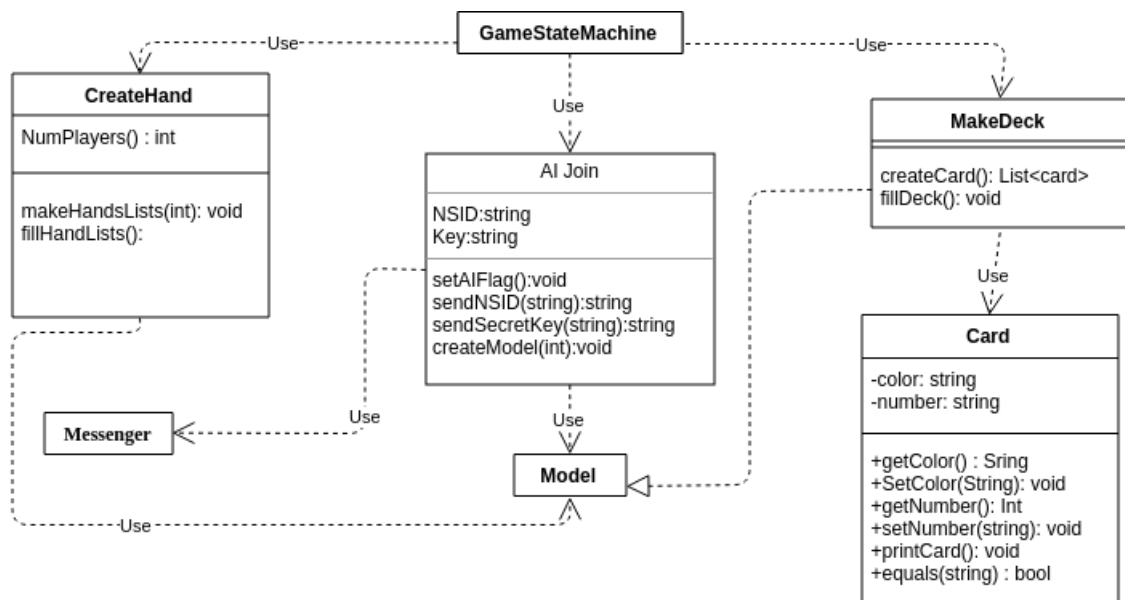 GameStateMachine
Use
Use
Use
CreateHand
NumPlayers() : int
makeHandsLists(int): void
fillHandLists():
AI Join
NSID:string
Key:string
setAIFlag():void
sendNSID(string):string
sendSecretKey(string):string
createModel(int):void
MakeDeck
createCard(): List<card>
fillDeck(): void
Use
Card
-color: string
-number: string
+getColor() : Sring
+SetColor(String): void
+getNumber(): Int
+setNumber(string): void
+printCard(): void
+equals(string) : bool
Use
Use
Messenger
Model
Use